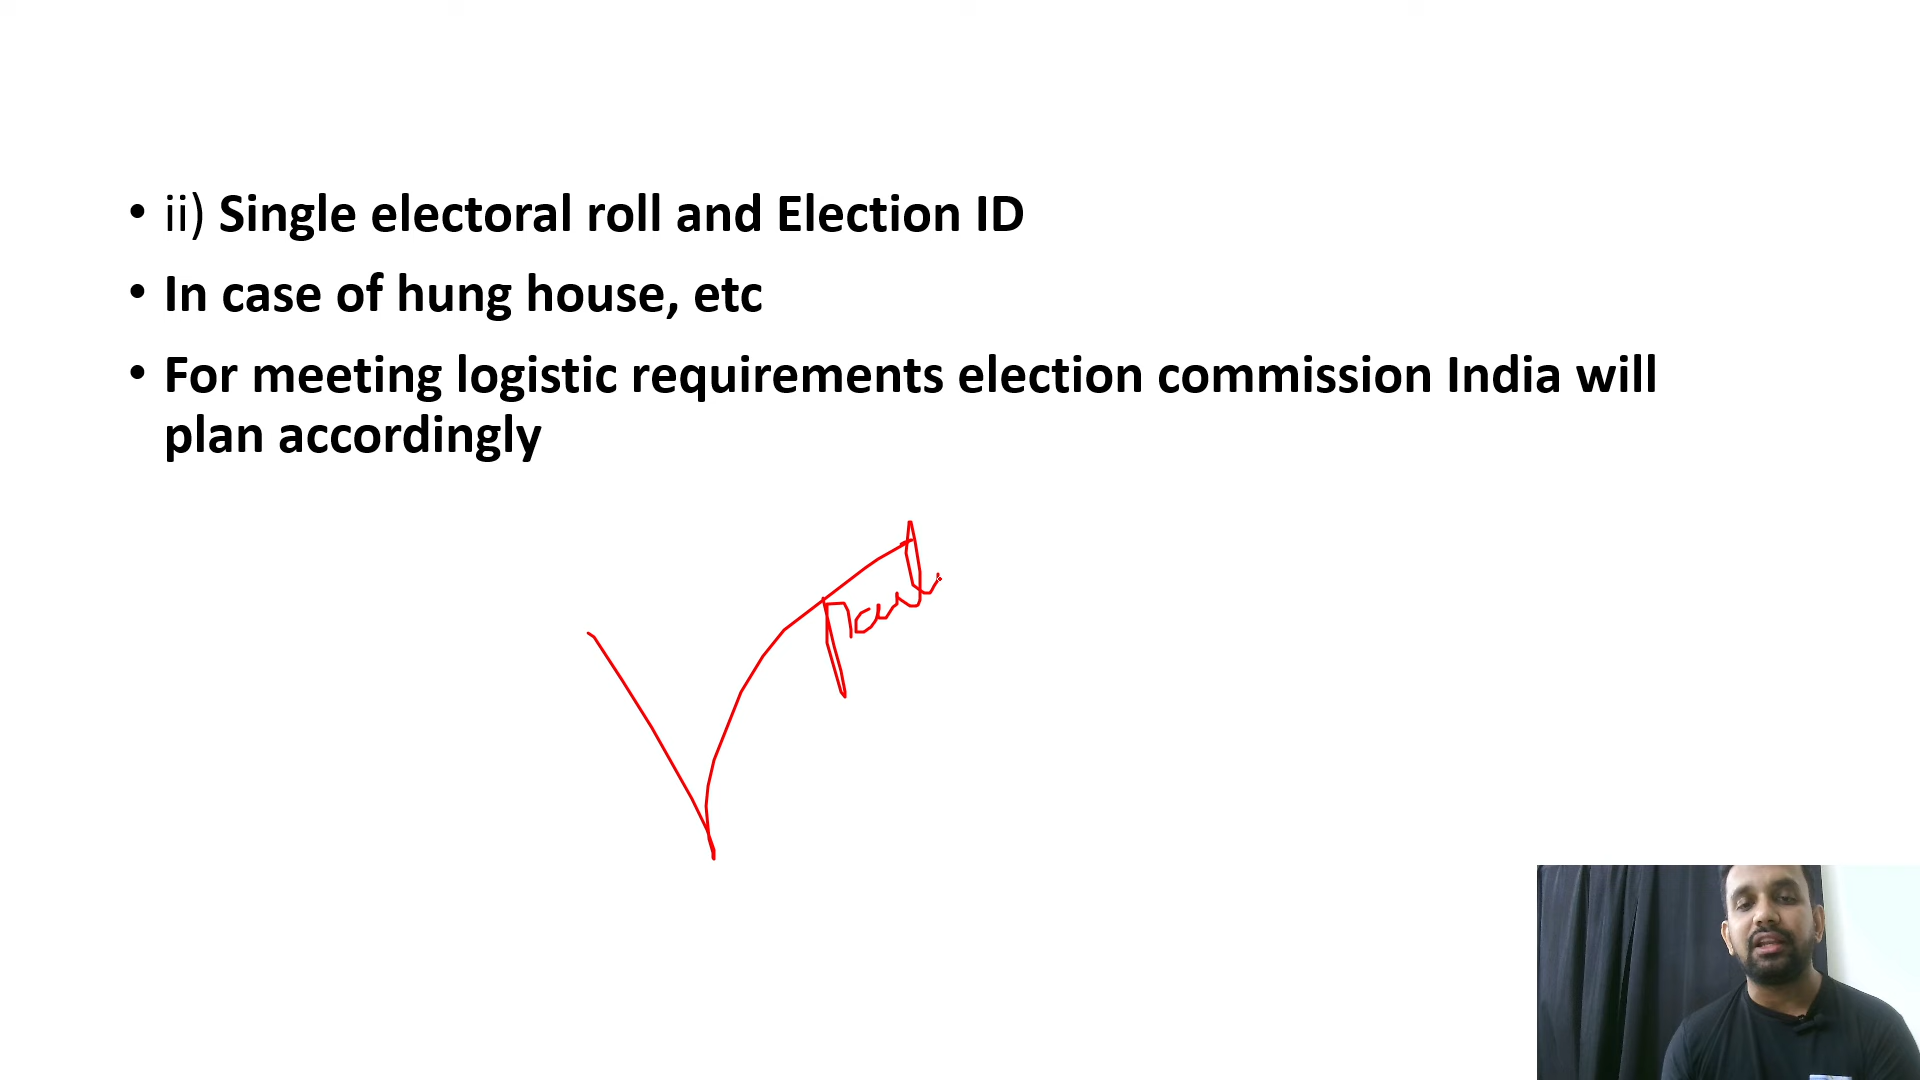 • ii) Single electoral roll and Election ID
• In case of hung house, etc
• For meeting logistic requirements election commission India will
plan accordingly